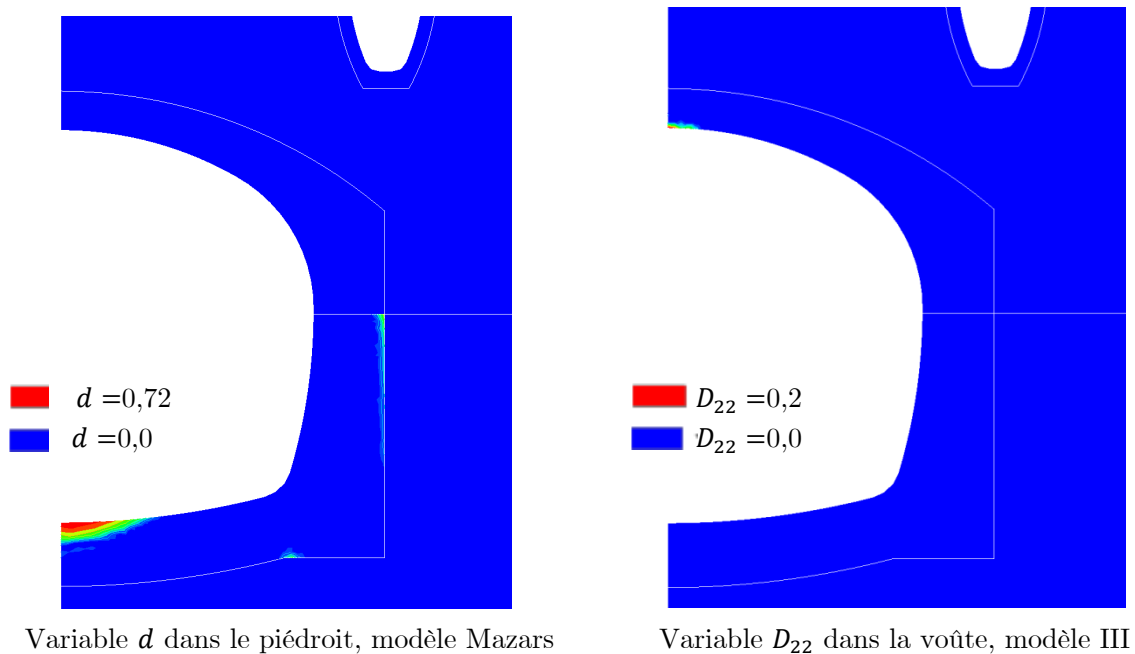 d =0,72
d =0,0
D22 =0,2
D22 =0,0
Variable d dans le piédroit, modèle Mazars
Variable D22 dans la voûte, modèle III